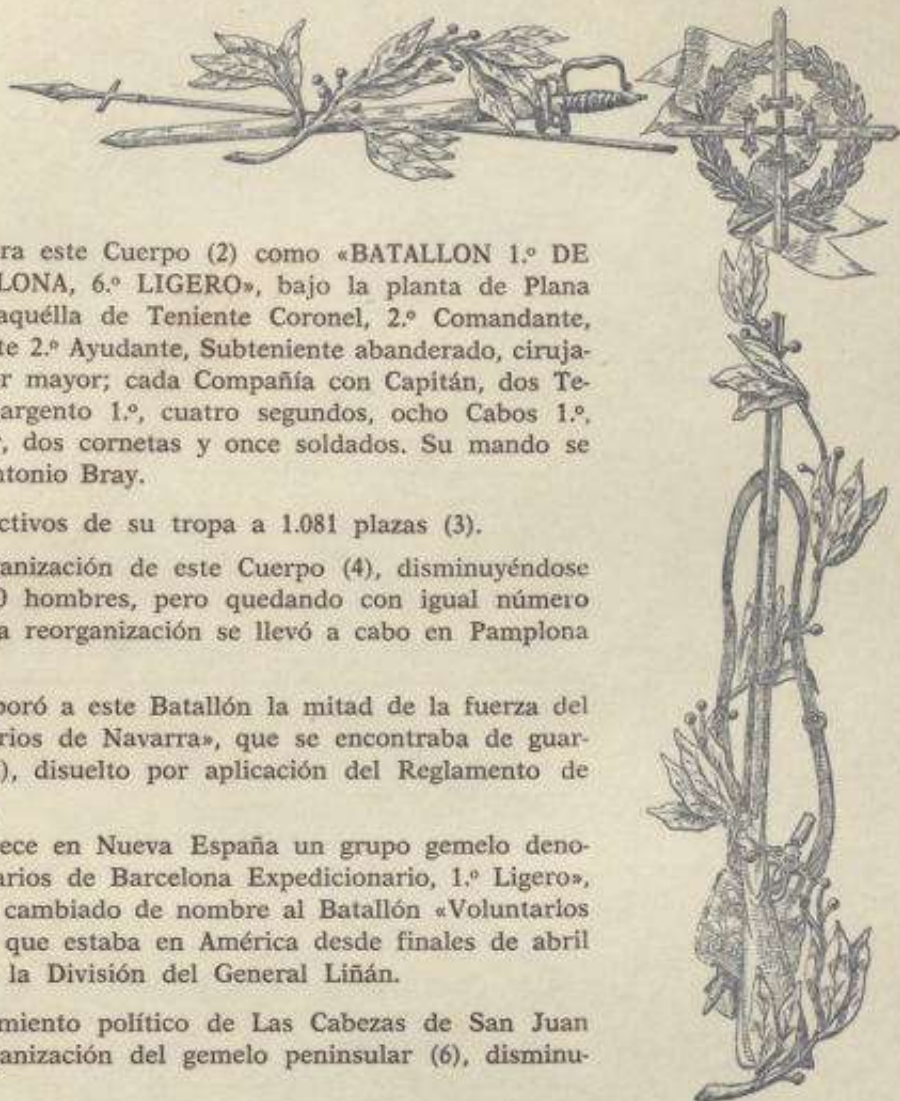 ra este Cuerpo (2) como «BATALLON 1.º DE
LONA, 6.º LIGERO», bajo la planta de Plana
aquélla de Teniente Coronel, 2.º Comandante,
te 2.º Ayudante, Subteniente abanderado, ciruja-
r mayor; cada Compañía con Capitán, dos Te-
argento 1.º, cuatro segundos, ocho Cabos 1.º,
, dos cornetas y once soldados. Su mando se
ntonio Bray.
ctivos de su tropa a 1.081 plazas (3).
anización de este Cuerpo (4), disminuyéndose
0 hombres, pero quedando con igual número
a reorganización se llevó a cabo en Pamplona
poró a este Batallón la mitad de la fuerza del
rios de Navarra», que se encontraba de guar-
), disuelto por aplicación del Reglamento de
ece en Nueva España un grupo gemelo deno-
arios de Barcelona Expedicionario, 1.º Ligero»,
cambiado de nombre al Batallón «Voluntarios
que estaba en América desde finales de abril
la División del General Liñán.
miento político de Las Cabezas de San Juan
anización del gemelo peninsular (6), disminu-